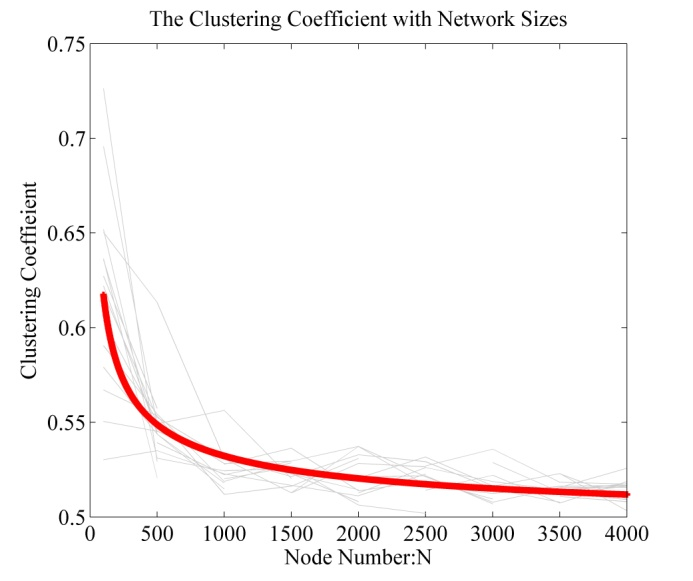 The Clustering Coefficient with Network Sizes
0.75
0.7
0.65
0.6
0.55
0.5
Clustering Coeffieient
0 500 1000 1500 2000 2500 3000 3500 4000
Node Number:N